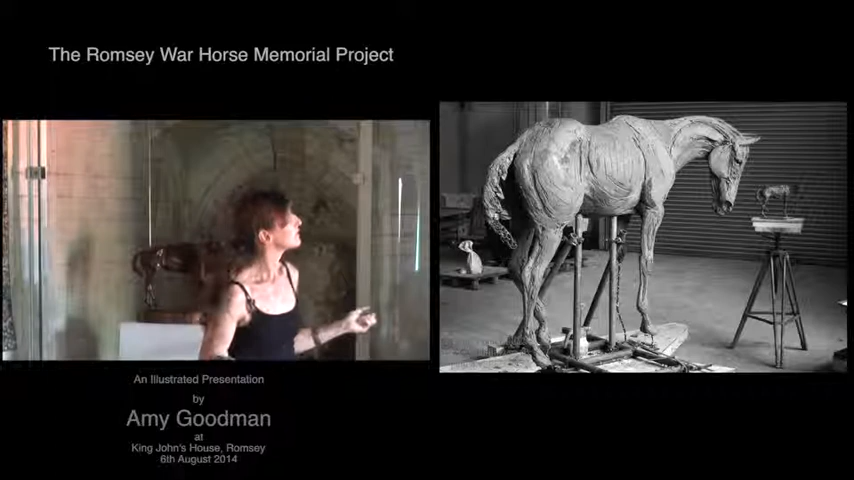 The Romsey War Horse Memorial Project
An Illustrated Presentation
by
Amy Goodman
at
King John's House, Romsey
6th August 2014